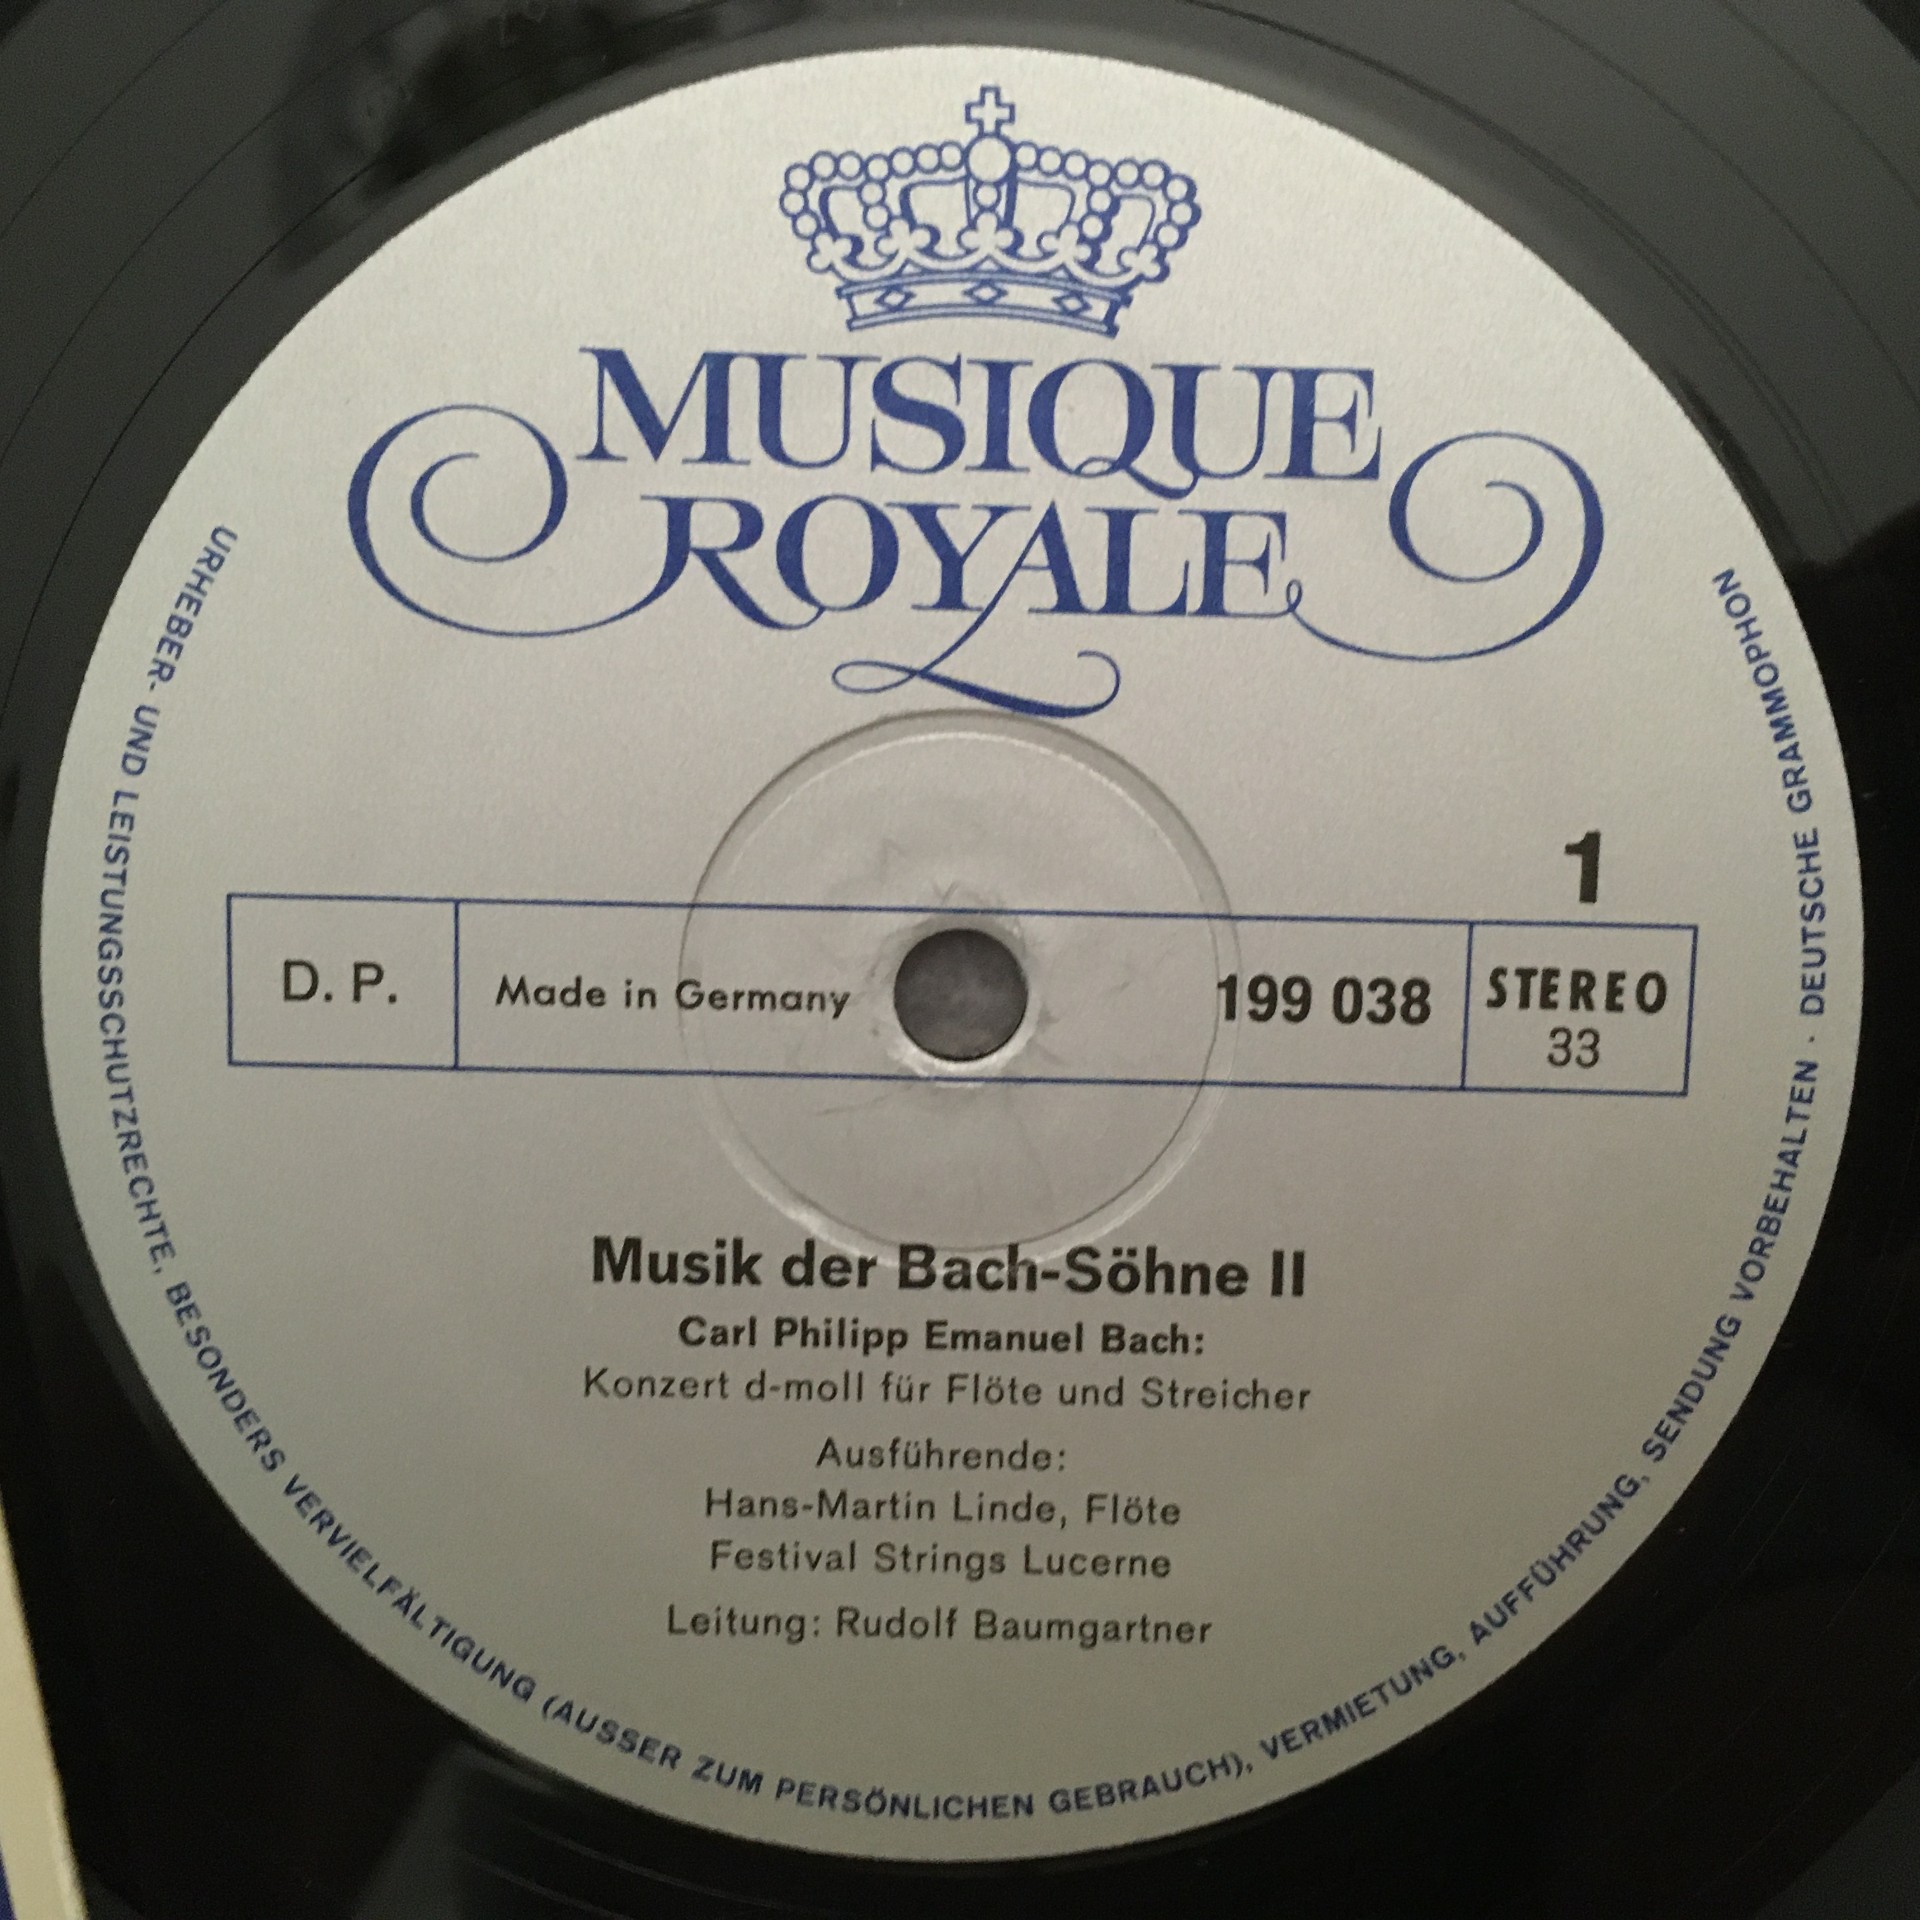 MUSIQUE
ROYALE
1
D. P.
Made in Germany
199 038
STEREO
33
Musik der Bach-Söhne II
Carl Philipp Emanuel Bach:
Konzert d-moll für Flöte und Streicher
Ausführende:
Hans-Martin Linde, Flöte
Festival Strings Lucerne
Leitung: Rudolf Baumgartner
URHEBER- UND LEISTUNGSSCHUTZRECHTE, BESONDERS VERVIELFÄLTIGUNG (AUSSER ZUM PERSÖNLICHEN GEBRAUCH), VERMIETUNG, AUFFÜHRUNG, SENDUNG VORBEHALTEN · DEUTSCHE GRAMMOPHON